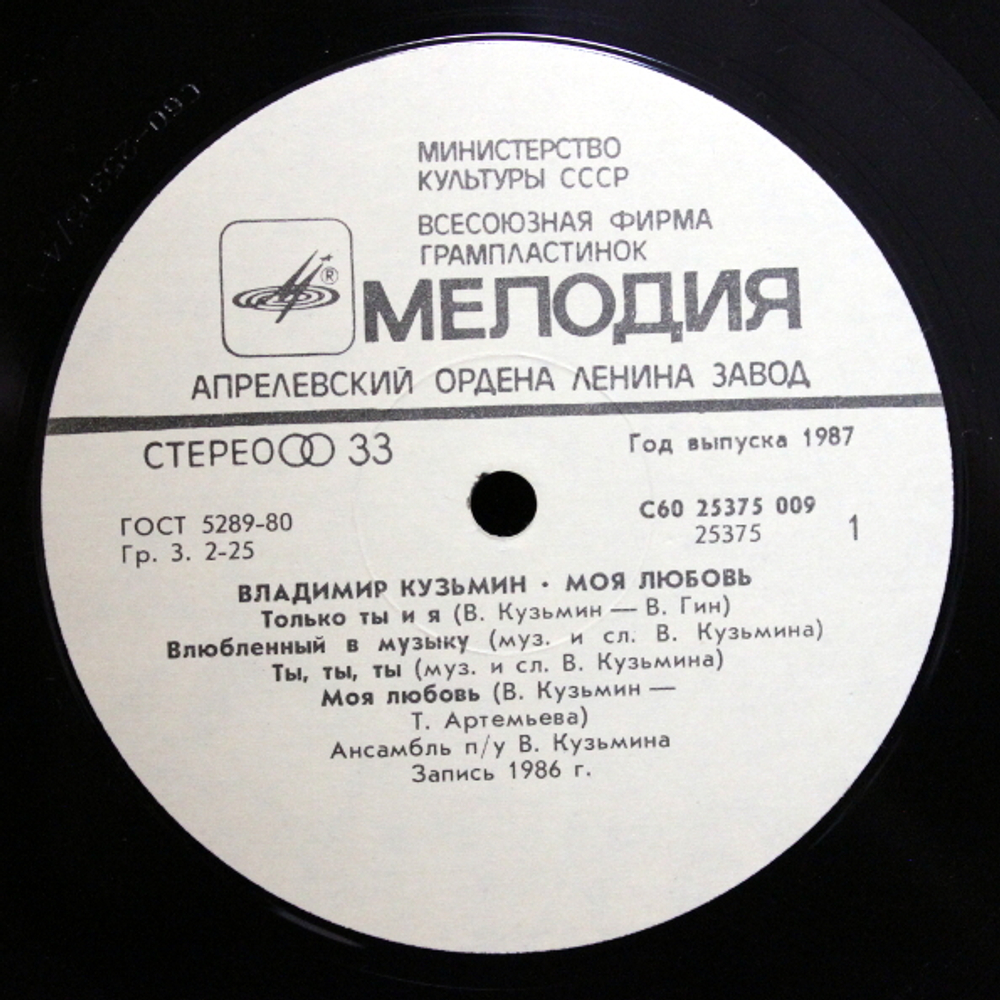 МИНИСТЕРСТВО
КУЛЬТУРЫ СССР
ВСЕСОЮЗНАЯ ФИРМА
ГРАМПЛАСТИНОК
®
МЕЛОДИЯ
АПРЕЛЕВСКИЙ ОРДЕНА ЛЕНИНА ЗАВОД
СТЕРЕО 33
Год выпуска 1987
ГОСТ 5289-80
Гр. 3. 2-25
С60 25375 009
25375
1
ВЛАДИМИР КУЗЬМИН · МОЯ ЛЮБОВЬ
Только ты и я (В. Кузьмин — В. Гин)
Влюбленный в музыку (муз. и сл. В. Кузьмина)
Ты, ты, ты (муз. и сл. В. Кузьмина)
Моя любовь (В. Кузьмин —
Т. Артемьева)
Ансамбль п/у В. Кузьмина
Запись 1986 г.